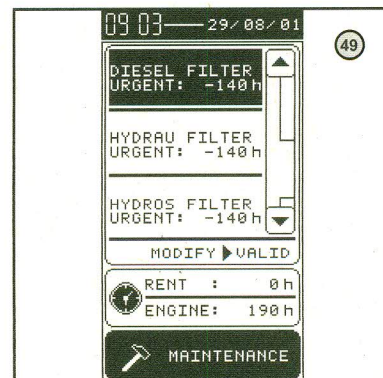 09 03 29/08/01
49
DIESEL FILTER
URGENT: -140h
HYDRAU FILTER
URGENT: -140h
HYDROS FILTER
URGENT: -140h
MODIFY ▶ VALID
RENT : 0h
ENGINE: 190h
MAINTENANCE